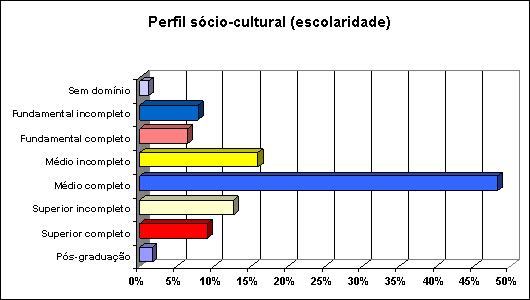 Perfil sócio-cultural (escolaridade)
Sem domínio
Fundamental incompleto
Fundamental completo
Médio incompleto
Médio completo
Superior incompleto
Superior completo
Pós-graduação
0% 5% 10% 15% 20% 25% 30% 35% 40% 45% 50%